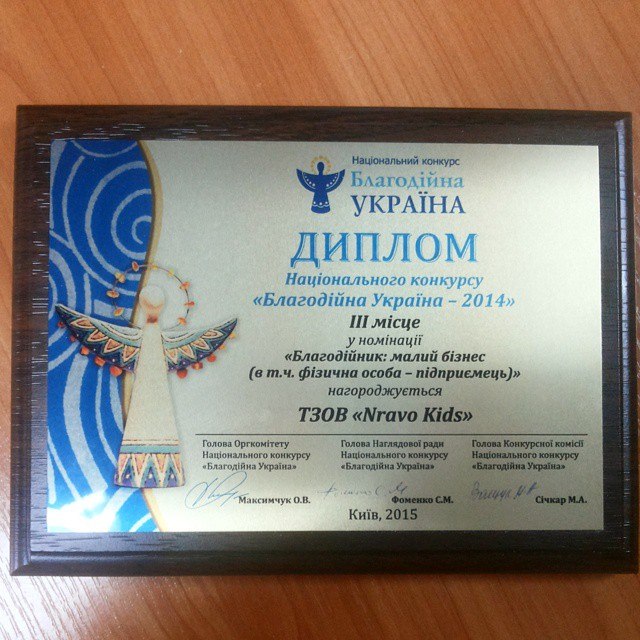 Національний конкурс
Благодійна
УКРАЇНА
ДИПЛОМ
Національного конкурсу
«Благодійна Україна – 2014»
ІІІ місце
у номінації
«Благодійник: малий бізнес
(в т.ч. фізична особа – підприємець)»
нагороджується
ТЗОВ «Nravo Kids»
Голова Оргкомітету
Національного конкурсу
«Благодійна Україна»
Голова Наглядової ради
Національного конкурсу
«Благодійна Україна»
Голова Конкурсної комісії
Національного конкурсу
«Благодійна Україна»
Максимчук О.В.
Фоменко С.М.
Січкар М.А.
Київ, 2015